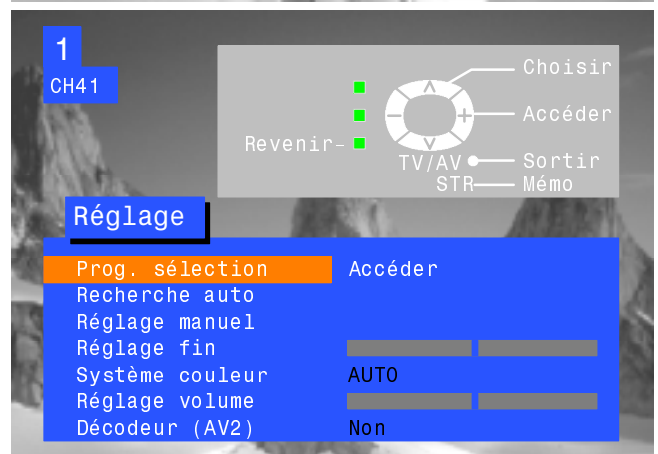 1
CH41
Choisir
Accéder
Revenir
TV/AV Sortir
STR Mémo
Réglage
Prog. sélection Accéder
Recherche auto
Réglage manuel
Réglage fin
Système couleur AUTO
Réglage volume
Décodeur (AV2) Non